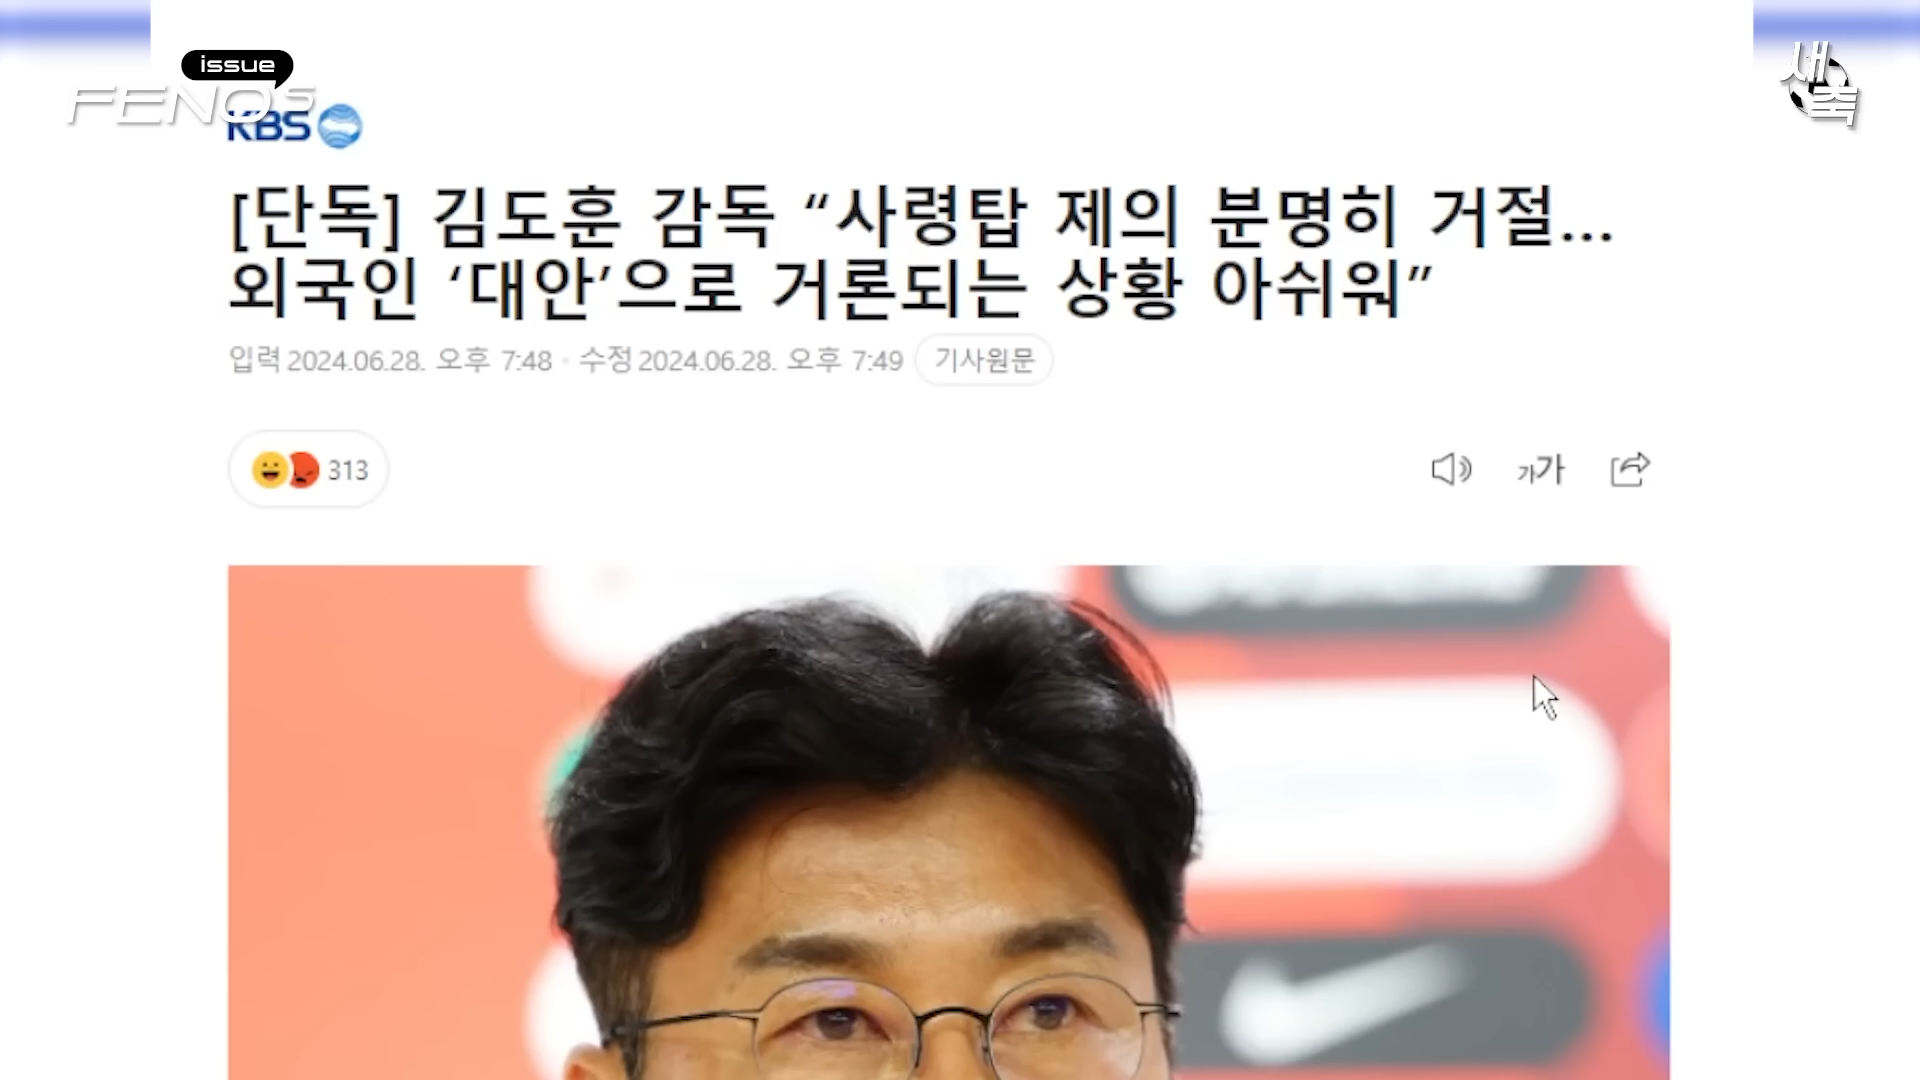 issue
FENOS
새축
KBS
[단독] 김도훈 감독 “사령탑 제의 분명히 거절…
외국인 ‘대안’으로 거론되는 상황 아쉬워”
입력 2024.06.28. 오후 7:48 · 수정 2024.06.28. 오후 7:49 기사원문
313
가가